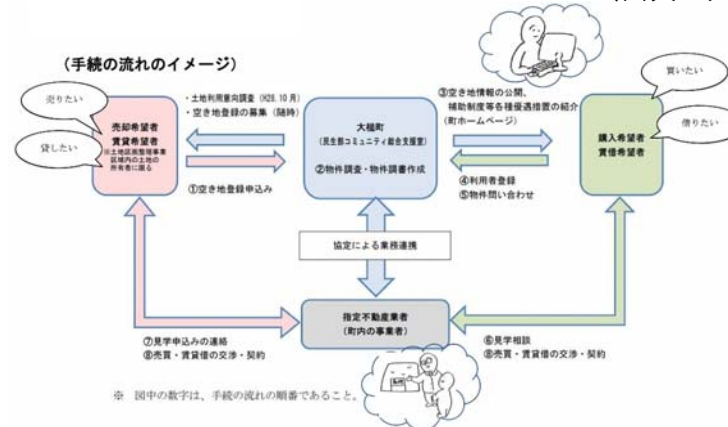 （手続の流れのイメージ）
売りたい
貸したい
売却希望者
賃貸希望者
※土地区画整理事業
区域内の土地の
所有者に限る
・土地利用意向調査（H28.10月）
・空き地登録の募集（随時）
①空き地登録申込み
大槌町
（民生部コミュニティ総合支援室）
②物件調査・物件調書作成
③空き地情報の公開、
補助制度等各種優遇措置の紹介
（町ホームページ）
④利用者登録
⑤物件問い合わせ
買いたい
借りたい
購入希望者
賃借希望者
協定による業務連携
指定不動産業者
（町内の事業者）
⑦見学申込みの連絡
⑧売買・賃貸借の交渉・契約
⑥見学相談
⑧売買・賃貸借の交渉・契約
※　図中の数字は、手続の流れの順番であること。